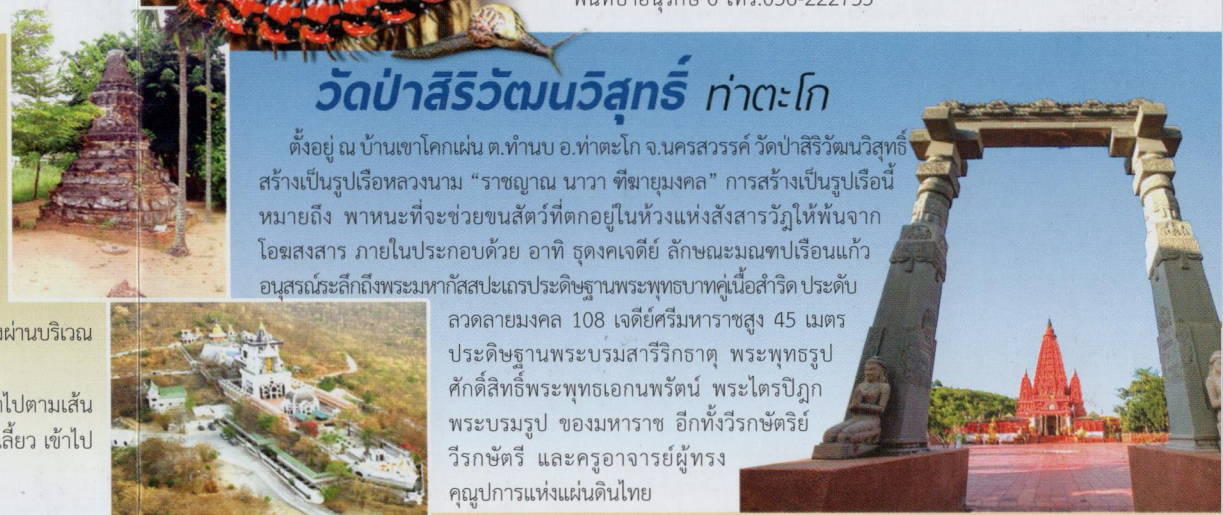 พันทิยาอนุรักษ์ 6 โทร.056-222755
วัดป่าสิริวัฒนวิสุทธิ์ ท่าตะโก
ตั้งอยู่ ณ บ้านเขาโคกเผ่น ต.ทำนบ อ.ท่าตะโก จ.นครสวรรค์ วัดป่าสิริวัฒนวิสุทธิ์
สร้างเป็นรูปเรือหลวงนาม “ราชญาณ นาวา ฑีฆายุมงคล” การสร้างเป็นรูปเรือนี้
หมายถึง พาหนะที่จะช่วยขนสัตว์ที่ตกอยู่ในห้วงแห่งสังสารวัฏให้พ้นจาก
โอฆสงสาร ภายในประกอบด้วย อาทิ ธุดงคเจดีย์ ลักษณะมณฑปเรือนแก้ว
อนุสรณ์ระลึกถึงพระมหากัสสปะเถรประดิษฐานพระพุทธบาทคู่เนื้อสำริด ประดับ
ลวดลายมงคล 108 เจดีย์ศรีมหาราชสูง 45 เมตร
ประดิษฐานพระบรมสารีริกธาตุ พระพุทธรูป
ศักดิ์สิทธิ์พระพุทธเอกนพรัตน์ พระไตรปิฎก
พระบรมรูป ของมหาราช อีกทั้งวีรกษัตริย์
วีรกษัตรี และครูอาจารย์ผู้ทรง
คุณูปการแห่งแผ่นดินไทย
งผ่านบริเวณ
าไปตามเส้น
ลี้ยว เข้าไป